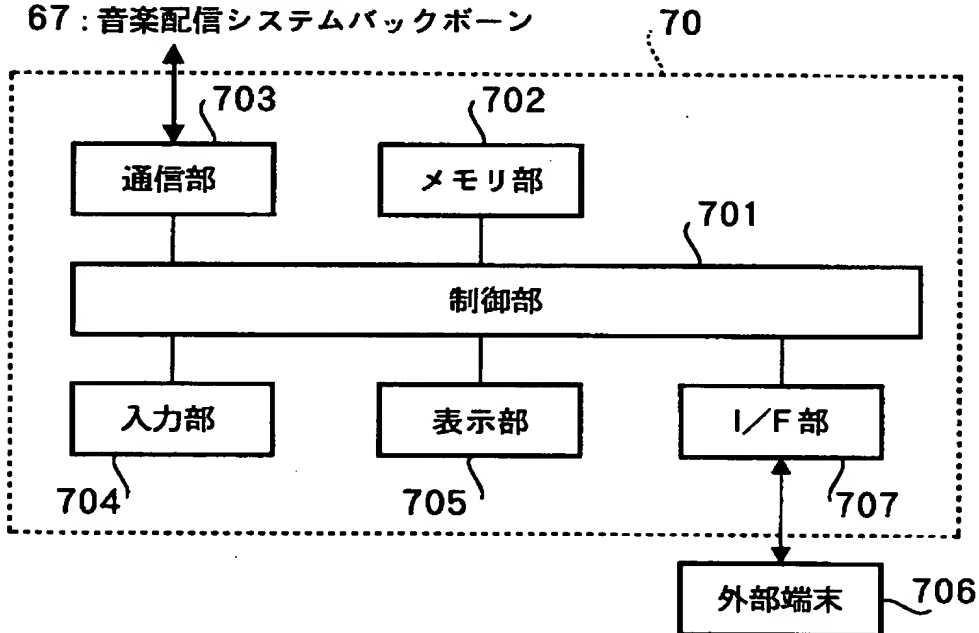 67:音楽配信システムバックボーン
70
703
702
通信部
メモリ部
701
制御部
入力部
表示部
I/F部
704
705
707
外部端末
706